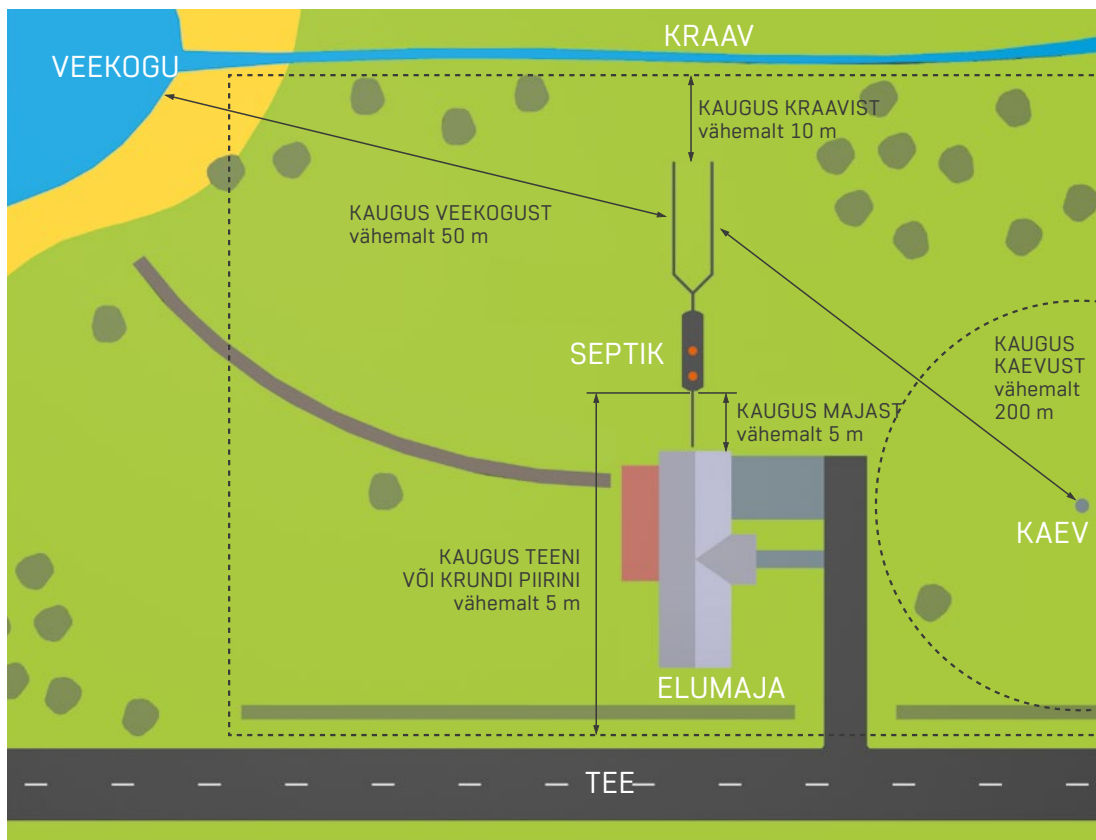 KRAAV
VEEKOGU
KAUGUS KRAAVIST
vähemalt 10 m
KAUGUS VEEKOGUST
vähemalt 50 m
SEPTIK
KAUGUS
KAEVUST
vähemalt
200 m
KAUGUS MAJAST
vähemalt 5 m
KAEV
KAUGUS TEENI
VÕI KRUNDI PIIRINI
vähemalt 5 m
ELUMAJA
TEE